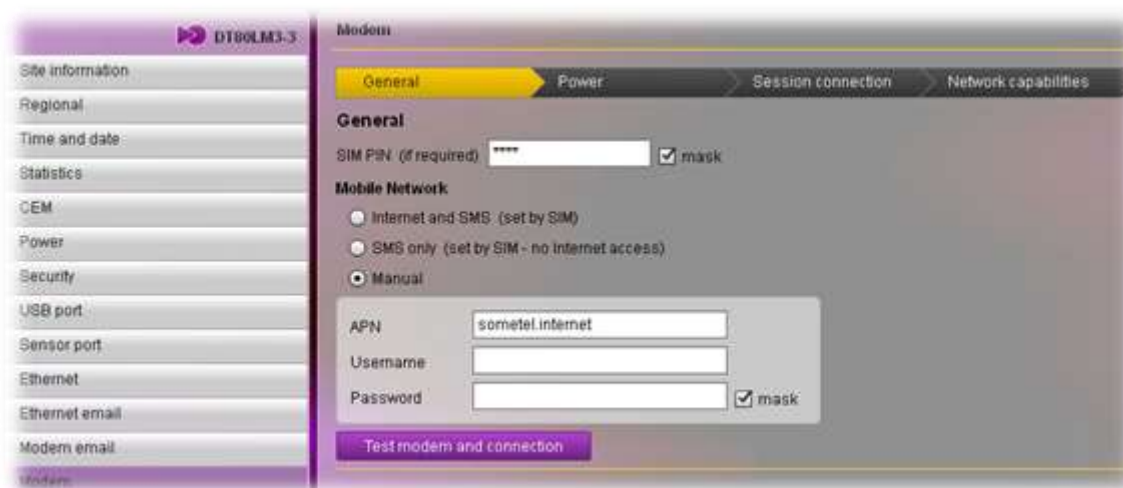 DT80LM3-3
Site information
Regional
Time and date
Statistics
CEM
Power
Security
USB port
Sensor port
Ethernet
Ethernet email
Modem email
Modem
Modem
General Power Session connection Network capabilities
General
SIM PIN (if required) **** mask
Mobile Network
Internet and SMS (set by SIM)
SMS only (set by SIM - no Internet access)
Manual
APN sometel.internet
Username
Password mask
Test modem and connection